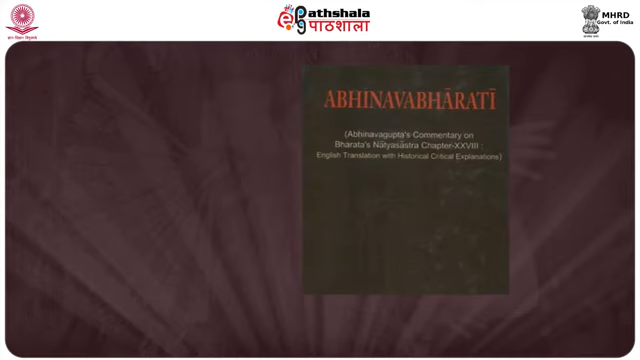 Pathshala
पाठशाला
MHRD
Govt. of India
ABHINAVABHĀRATĪ
(Abhinavagupta's Commentary on
Bharata's Nātyasāstra Chapter-XXVIII :
English Translation with Historical Critical Explanations)